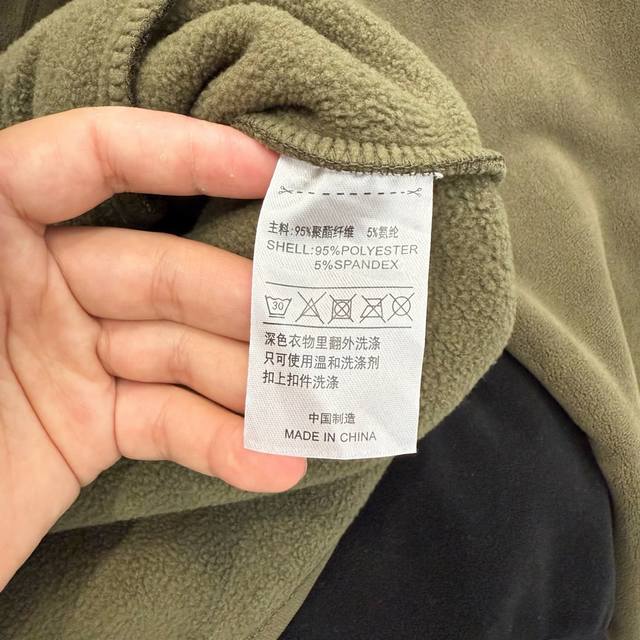 主料:95%聚酯纤维 5%氨纶
SHELL:95%POLYESTER
5%SPANDEX
30
深色衣物里翻外洗涤
只可使用温和洗涤剂
扣上扣件洗涤
中国制造
MADE IN CHINA